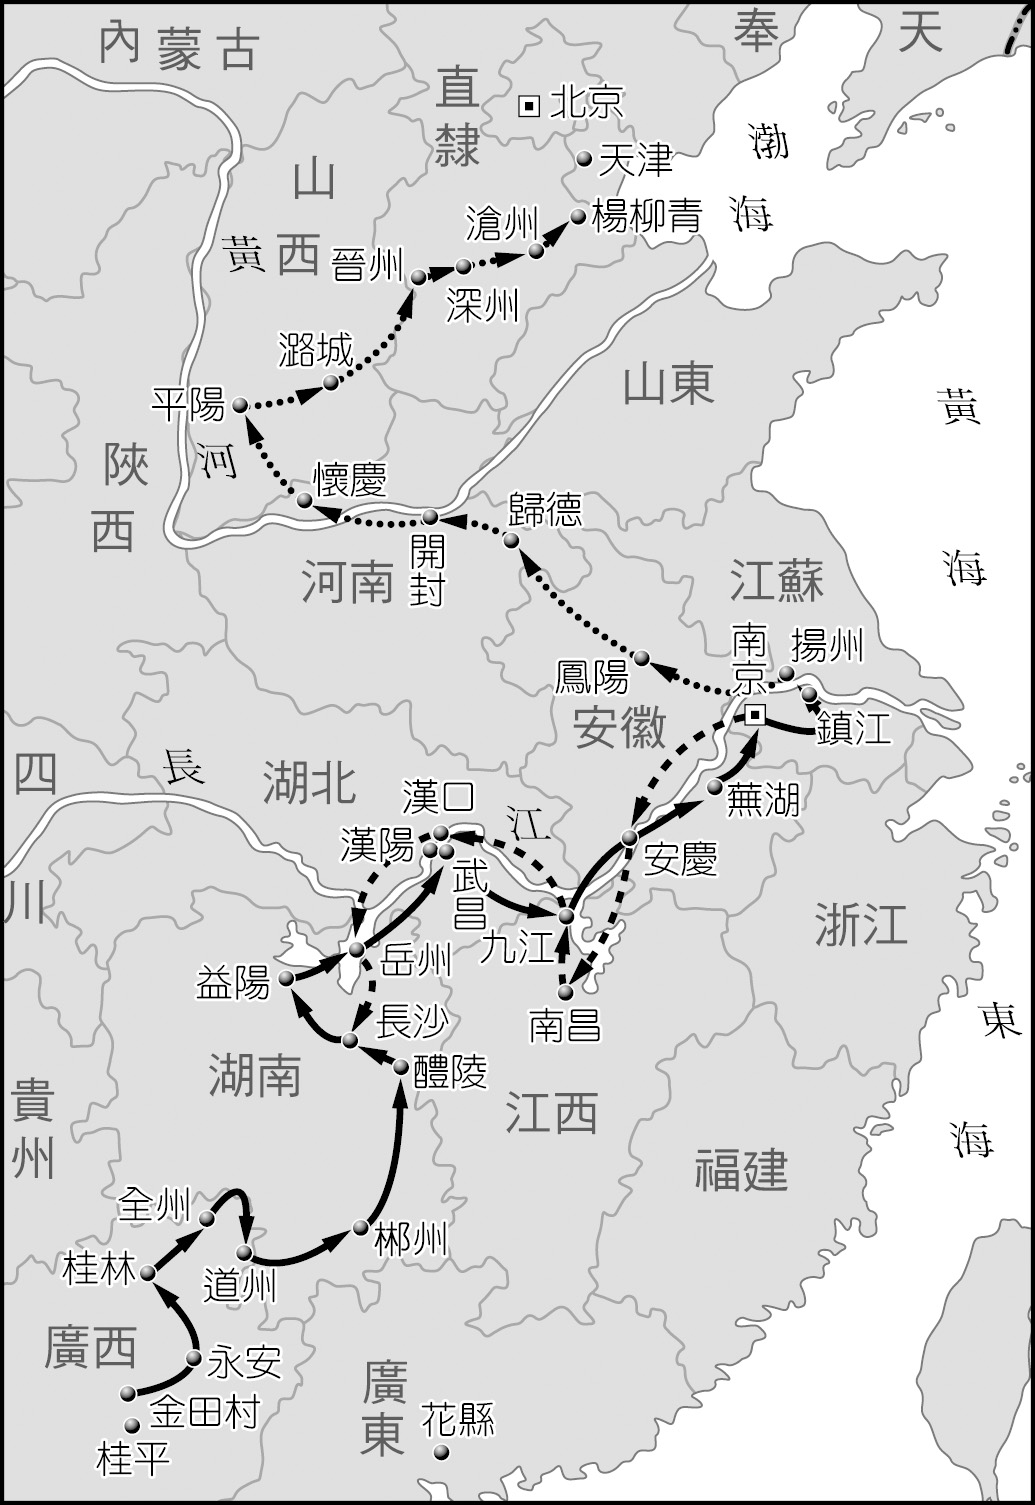 內蒙古
奉天
直隸
北京
渤海
天津
山西
楊柳青
滄州
黃河
晉州
深州
潞城
山東
平陽
黃海
陝西
懷慶
歸德
開封
河南
江蘇
南京
揚州
鳳陽
安徽
鎮江
四川
長江
湖北
漢口
蕪湖
漢陽
武昌
安慶
浙江
九江
岳州
益陽
南昌
長沙
東海
湖南
醴陵
江西
貴州
福建
全州
郴州
桂林
道州
廣西
永安
金田村
廣東
花縣
桂平